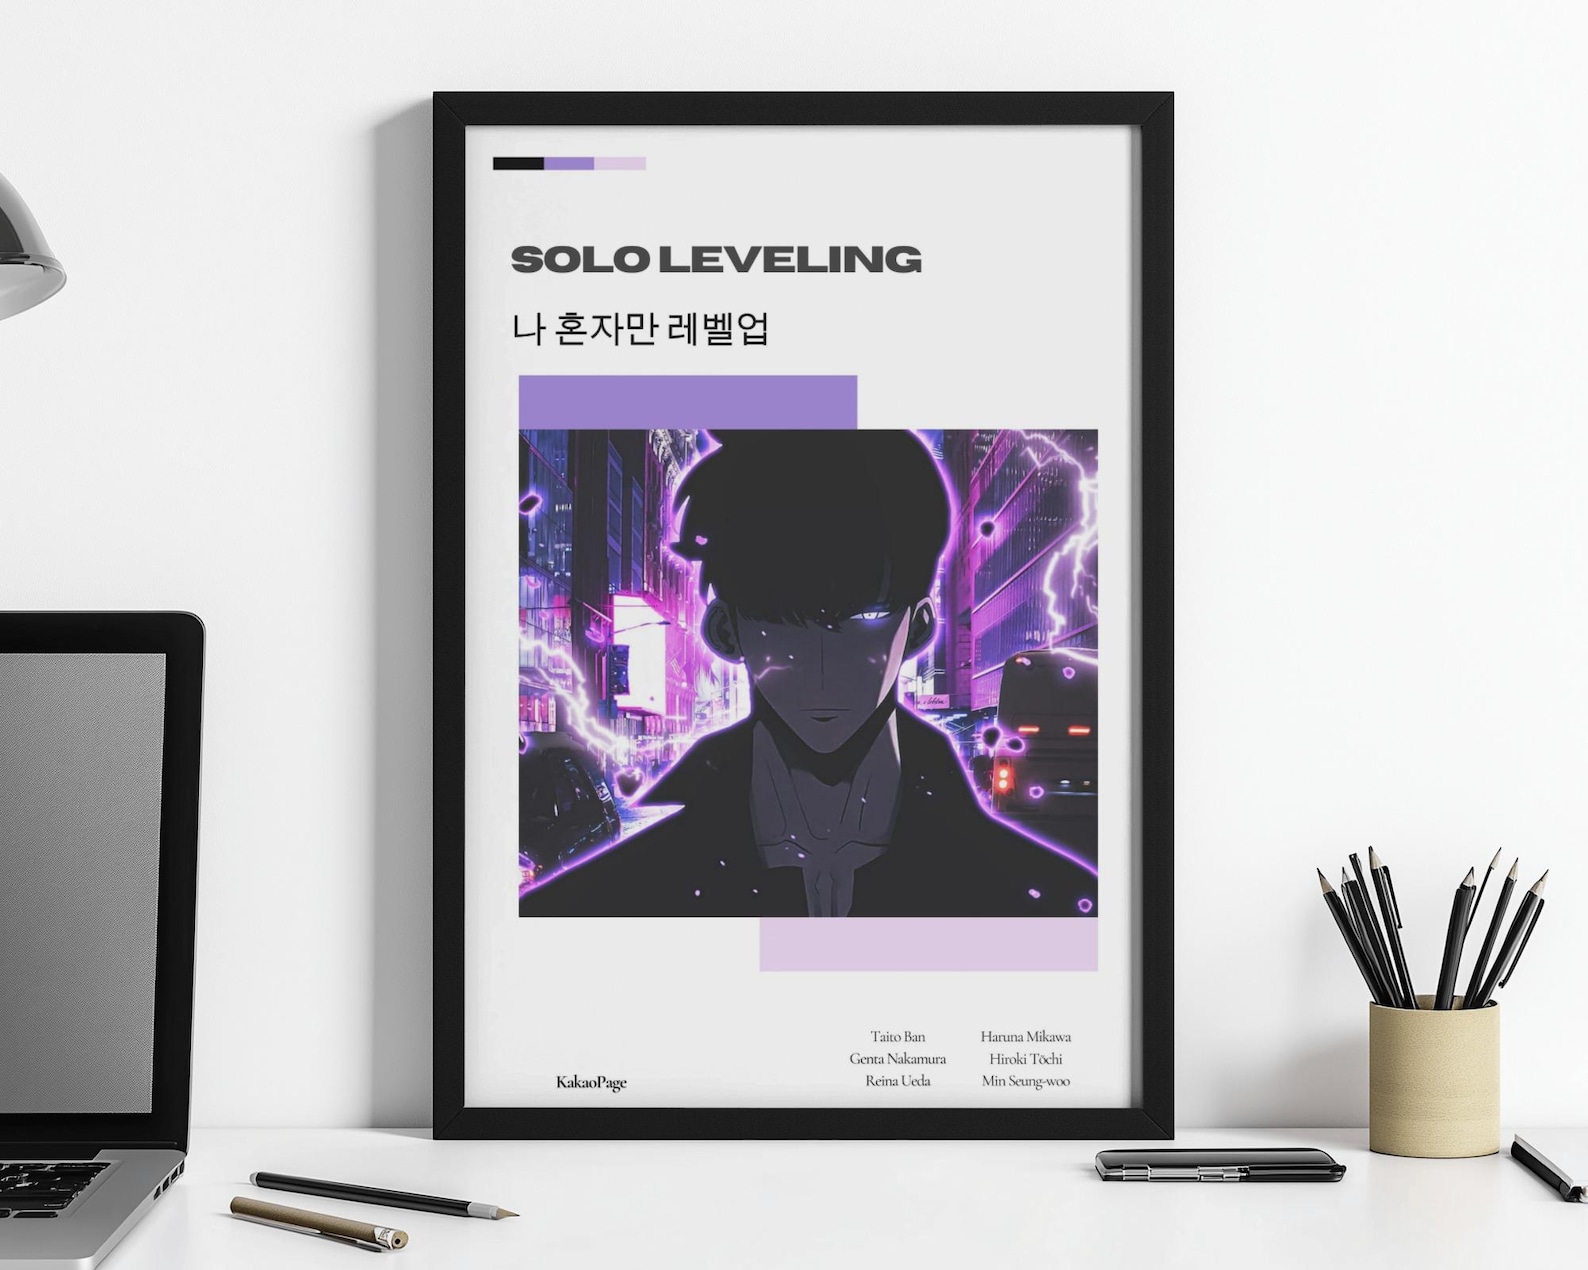 SOLO LEVELING
나 혼자만 레벨업
Taito Ban
Genta Nakamura
Reina Ueda
Haruna Mikawa
Hiroki Tōchi
Min Seung-woo
KakaoPage